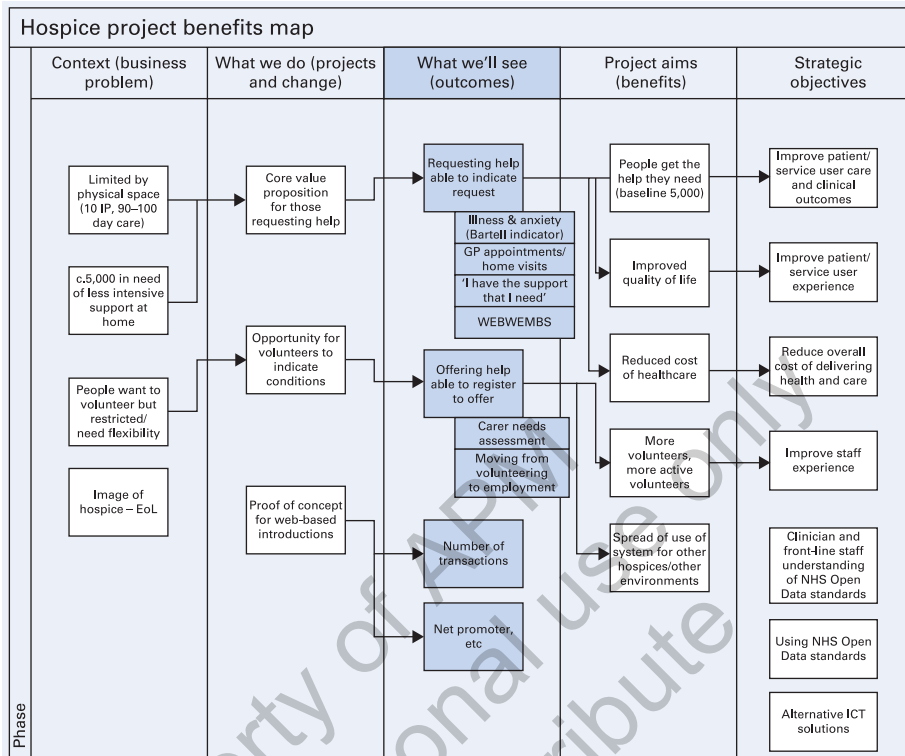 Hospice project benefits map
Context (business
problem)
What we do (projects
and change)
What we'll see
(outcomes)
Project aims
(benefits)
Strategic
objectives
Limited by
physical space
(10 IP, 90–100
day care)
c.5,000 in need
of less intensive
support at
home
People want to
volunteer but
restricted/
need flexibility
Image of
hospice – EoL
Core value
proposition
for those
requesting help
Opportunity for
volunteers to
indicate
conditions
Proof of concept
for web-based
introductions
Requesting help
able to indicate
request
Illness & anxiety
(Bartell indicator)
GP appointments/
home visits
'I have the support
that I need'
WEBWEMBS
Offering help
able to register
to offer
Carer needs
assessment
Moving from
volunteering
to employment
Number of
transactions
Net promoter,
etc
People get the
help they need
(baseline 5,000)
Improved
quality of life
Reduced cost
of healthcare
More
volunteers,
more active
volunteers
Spread of use of
system for other
hospices/other
environments
Improve patient/
service user care
and clinical
outcomes
Improve patient/
service user
experience
Reduce overall
cost of delivering
health and care
Improve staff
experience
Clinician and
front-line staff
understanding
of NHS Open
Data standards
Using NHS Open
Data standards
Alternative ICT
solutions
Phase
erty of APM
onal use only
tribute